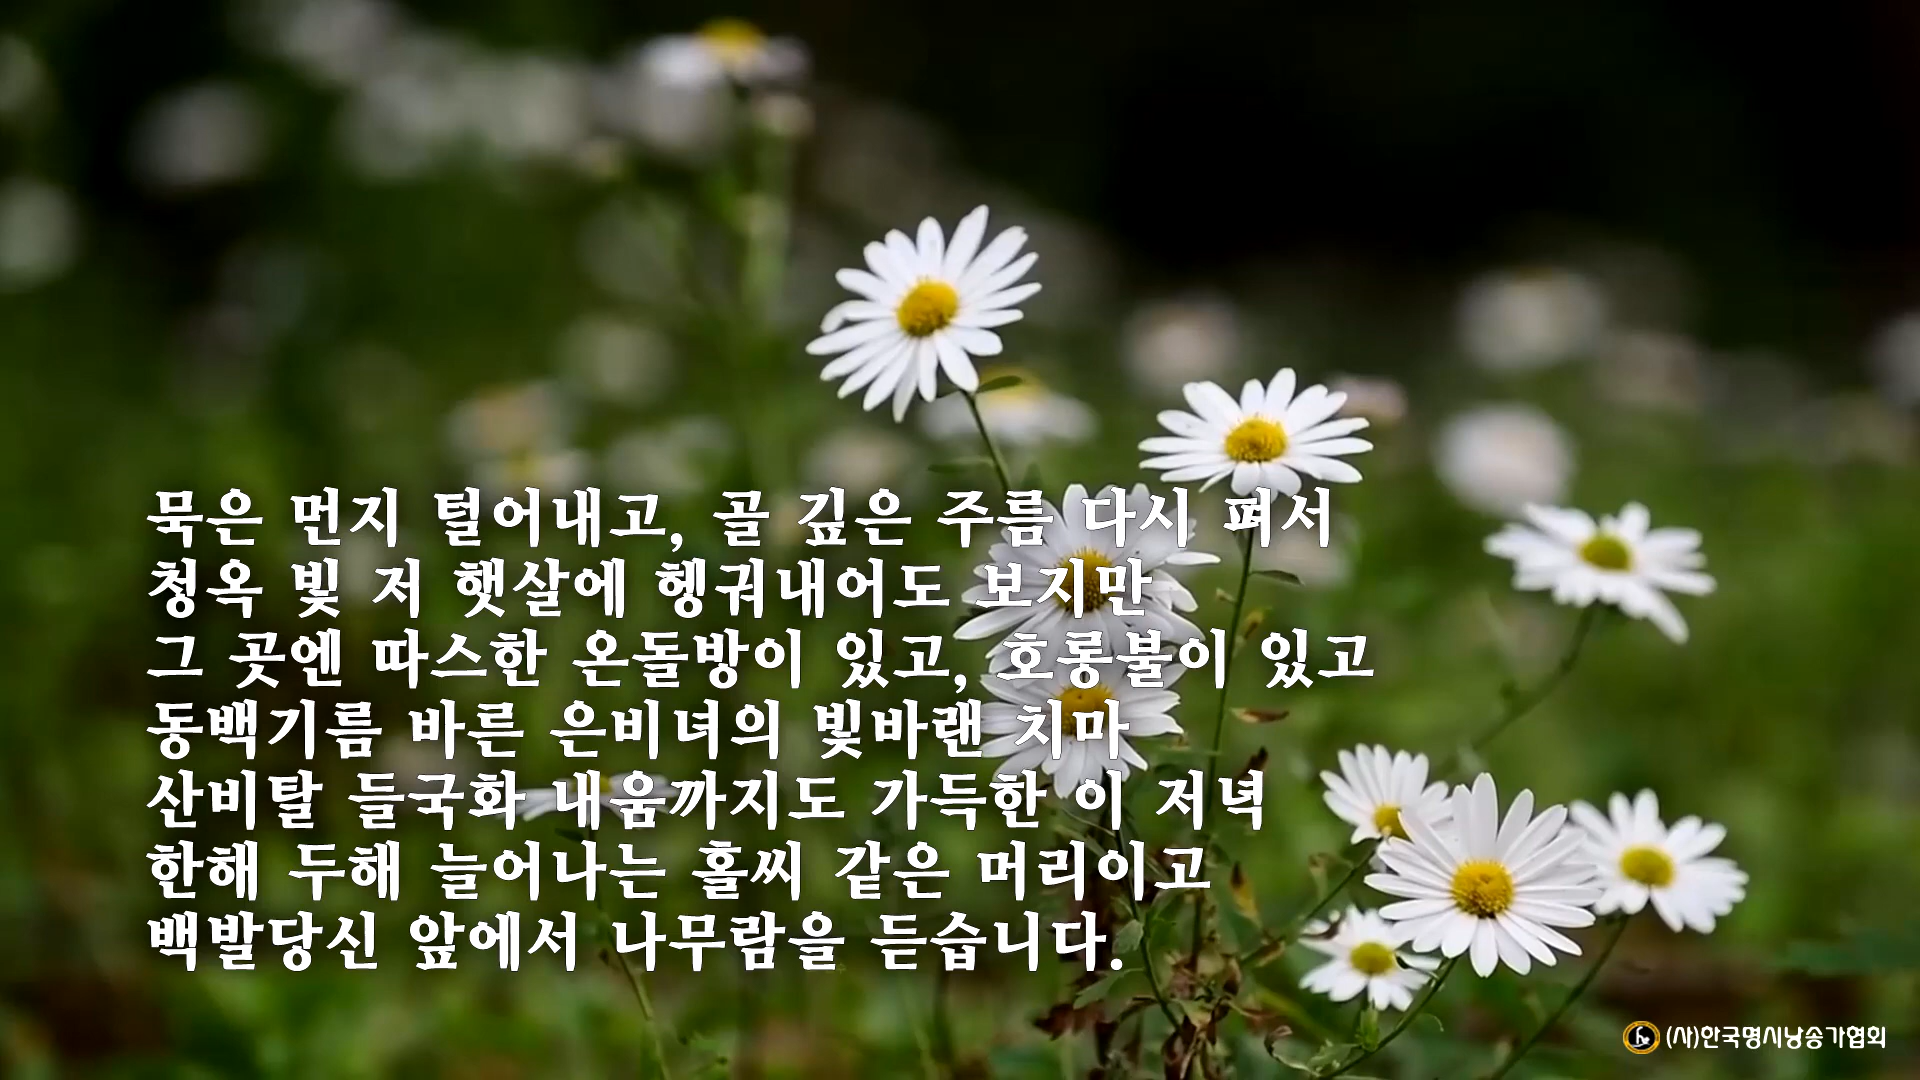 묵은 먼지 털어내고, 골 깊은 주름 다시 펴서
청옥 빛 저 햇살에 헹궈내어도 보지만
그 곳엔 따스한 온돌방이 있고, 호롱불이 있고
동백기름 바른 은비녀의 빛바랜 치마
산비탈 들국화 내움까지도 가득한 이 저녁
한해 두해 늘어나는 홀씨 같은 머리이고
백발당신 앞에서 나무람을 듣습니다.
(사)한국명시낭송가협회